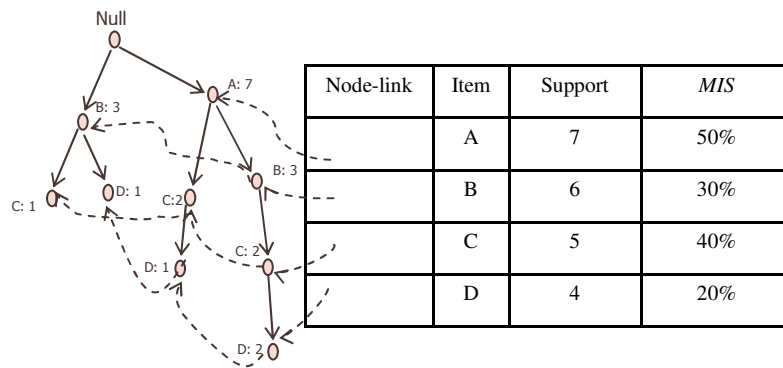 Null
A: 7
B: 3
B: 3
C: 1
D: 1
C:2
D: 1
C: 2
D: 2
Node-link Item Support MIS
A 7 50%
B 6 30%
C 5 40%
D 4 20%